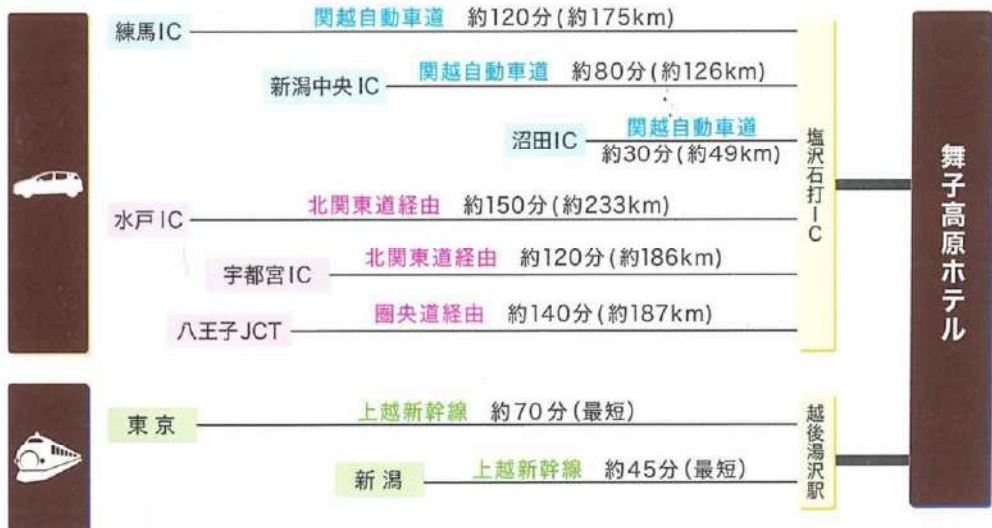 練馬IC 関越自動車道 約120分(約175km)
新潟中央IC 関越自動車道 約80分(約126km)
沼田IC 関越自動車道
約30分(約49km)
水戸IC 北関東道経由 約150分(約233km)
宇都宮IC 北関東道経由 約120分(約186km)
八王子JCT 圏央道経由 約140分(約187km)
塩沢石打IC
東京 上越新幹線 約70分(最短)
新潟 上越新幹線 約45分(最短)
越後湯沢駅
舞子高原ホテル